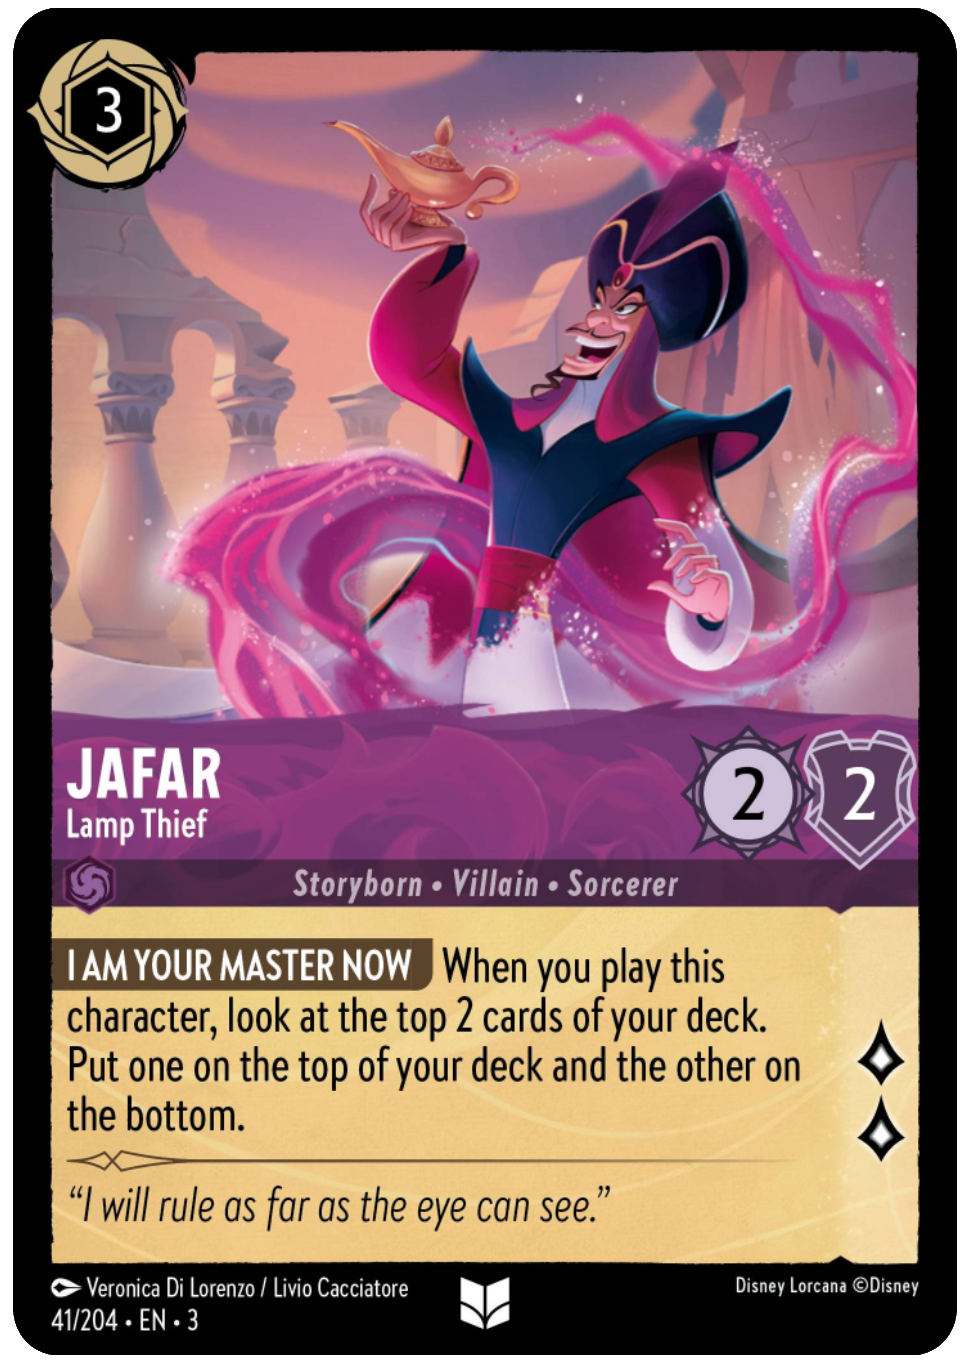 3
JAFAR
Lamp Thief
2
2
Storyborn • Villain • Sorcerer
I AM YOUR MASTER NOW When you play this
character, look at the top 2 cards of your deck.
Put one on the top of your deck and the other on
the bottom.
“I will rule as far as the eye can see.”
Veronica Di Lorenzo / Livio Cacciatore
Disney Lorcana ©Disney
41/204 • EN • 3